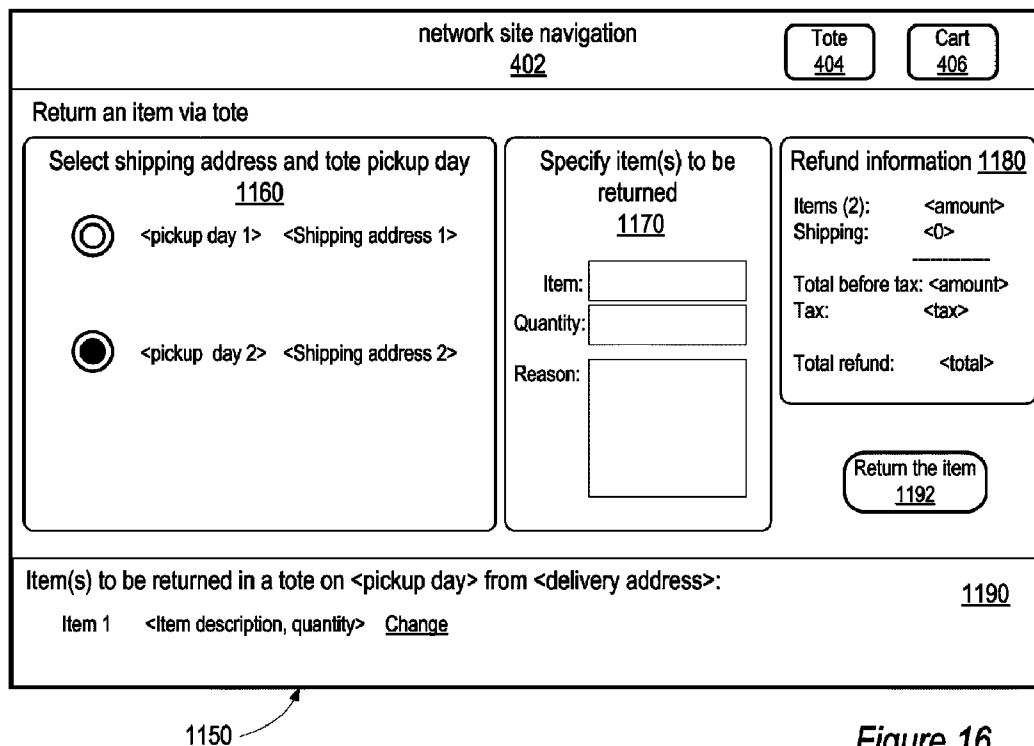 network site navigation
402
Tote
404
Cart
406
Return an item via tote
Select shipping address and tote pickup day
1160
<pickup day 1> <Shipping address 1>
<pickup day 2> <Shipping address 2>
Specify item(s) to be
returned
1170
Item:
Quantity:
Reason:
Refund information 1180
Items (2): <amount>
Shipping: <0>
----------
Total before tax: <amount>
Tax: <tax>
Total refund: <total>
Return the item
1192
Item(s) to be returned in a tote on <pickup day> from <delivery address>:
1190
Item 1 <Item description, quantity> Change
1150
Figure 16